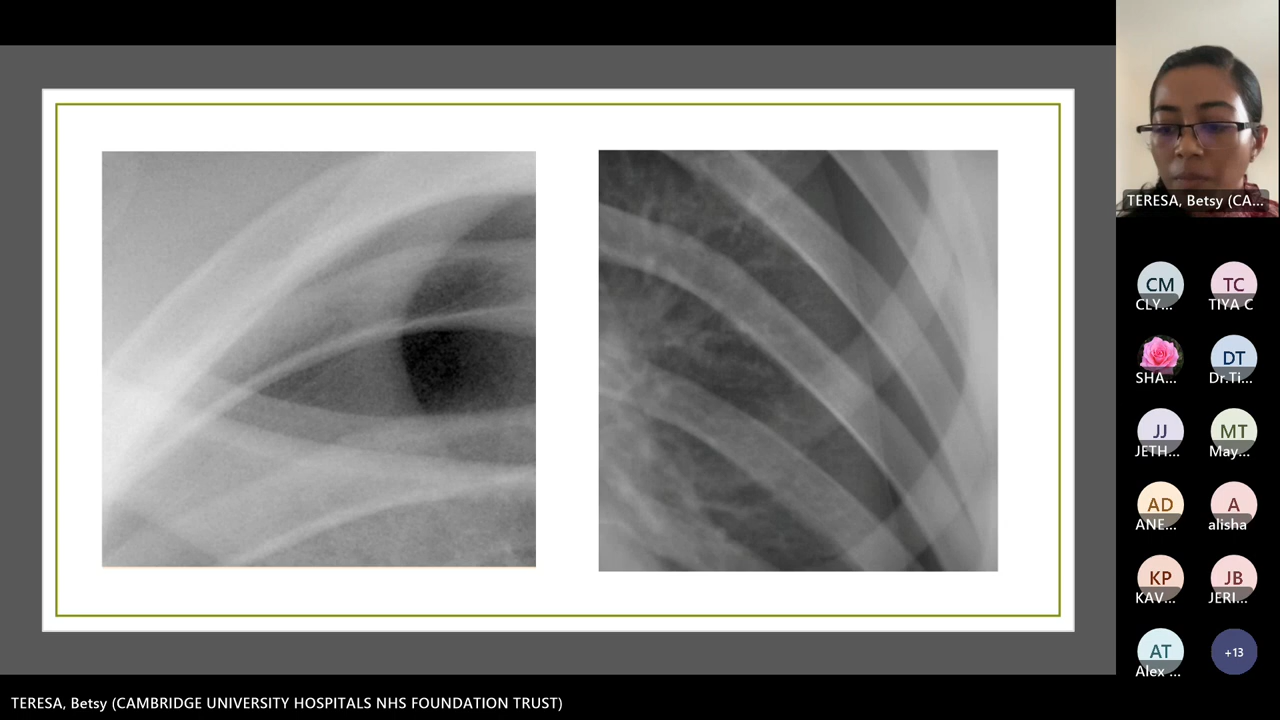 TERESA, Betsy (CA...
CM
CLY...
TC
TIYA C
SHA...
DT
Dr.Ti...
JJ
JETH...
MT
May...
AD
ANE...
A
alisha
KP
KAV...
JB
JERI...
AT
Alex ...
+13
TERESA, Betsy (CAMBRIDGE UNIVERSITY HOSPITALS NHS FOUNDATION TRUST)